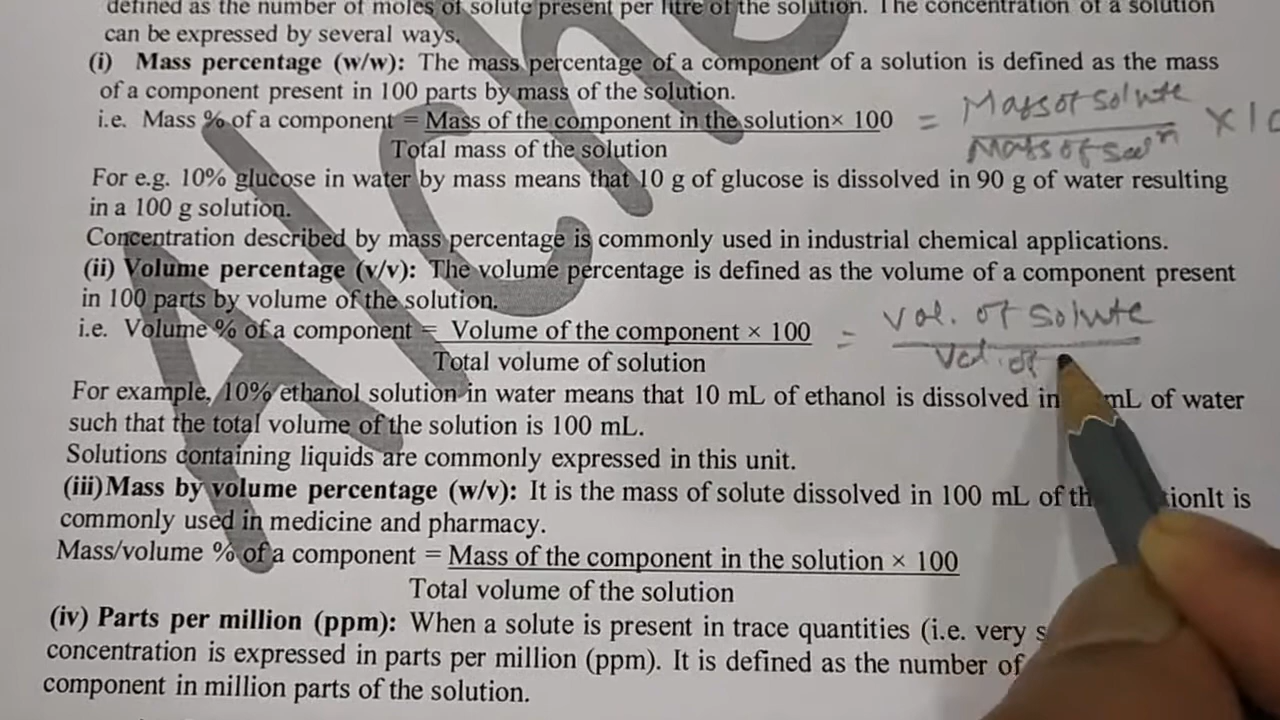 defined as the number of moles of solute present per litre of the solution. The concentration of a solution
can be expressed by several ways.
(i) Mass percentage (w/w): The mass percentage of a component of a solution is defined as the mass
of a component present in 100 parts by mass of the solution.
i.e. Mass % of a component = Mass of the component in the solution× 100 = Mass of solute × 10
Total mass of the solution Mass of soln
For e.g. 10% glucose in water by mass means that 10 g of glucose is dissolved in 90 g of water resulting
in a 100 g solution.
Concentration described by mass percentage is commonly used in industrial chemical applications.
(ii) Volume percentage (v/v): The volume percentage is defined as the volume of a component present
in 100 parts by volume of the solution.
i.e. Volume % of a component = Volume of the component × 100 = Vol. of solute
Total volume of solution Vol. of
For example, 10% ethanol solution in water means that 10 mL of ethanol is dissolved in mL of water
such that the total volume of the solution is 100 mL.
Solutions containing liquids are commonly expressed in this unit.
(iii)Mass by volume percentage (w/v): It is the mass of solute dissolved in 100 mL of th ionIt is
commonly used in medicine and pharmacy.
Mass/volume % of a component = Mass of the component in the solution × 100
Total volume of the solution
(iv) Parts per million (ppm): When a solute is present in trace quantities (i.e. very s
concentration is expressed in parts per million (ppm). It is defined as the number of
component in million parts of the solution.
Alche